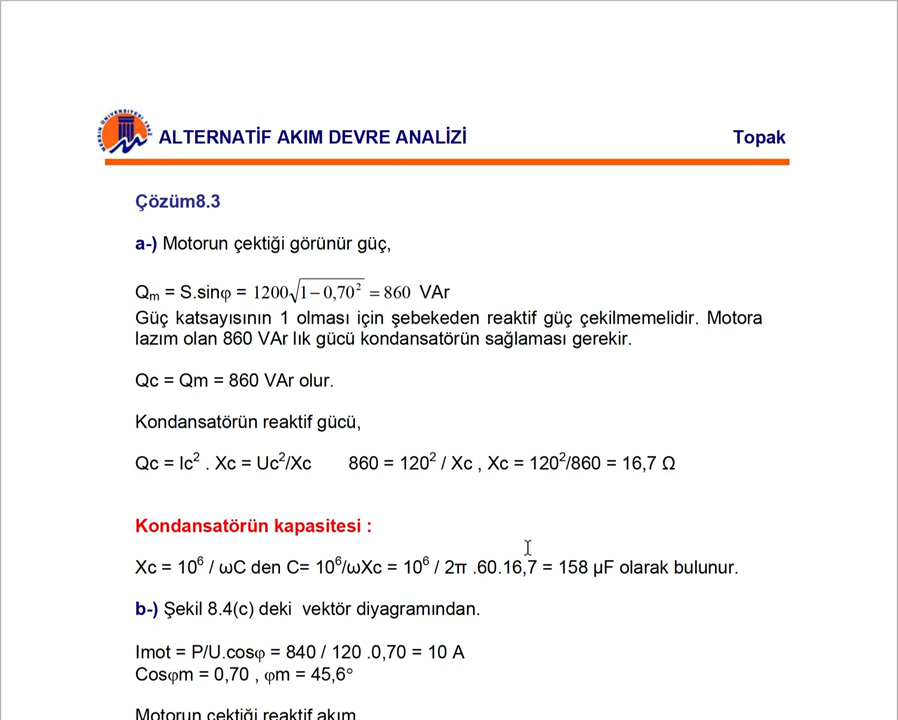 ALTERNATİF AKIM DEVRE ANALİZİ Topak
Çözüm8.3
a-) Motorun çektiği görünür güç,
Qm = S.sinφ = 1200√1−0,70² = 860 VAr
Güç katsayısının 1 olması için şebekeden reaktif güç çekilmemelidir. Motora
lazım olan 860 VAr lık gücü kondansatörün sağlaması gerekir.
Qc = Qm = 860 VAr olur.
Kondansatörün reaktif gücü,
Qc = Ic² . Xc = Uc²/Xc 860 = 120² / Xc , Xc = 120²/860 = 16,7 Ω
Kondansatörün kapasitesi :
Xc = 10⁶ / ωC den C= 10⁶/ωXc = 10⁶ / 2π .60.16,7 = 158 μF olarak bulunur.
b-) Şekil 8.4(c) deki vektör diyagramından.
Imot = P/U.cosφ = 840 / 120 .0,70 = 10 A
Cosφm = 0,70 , φm = 45,6°
Motorun çektiği reaktif akım